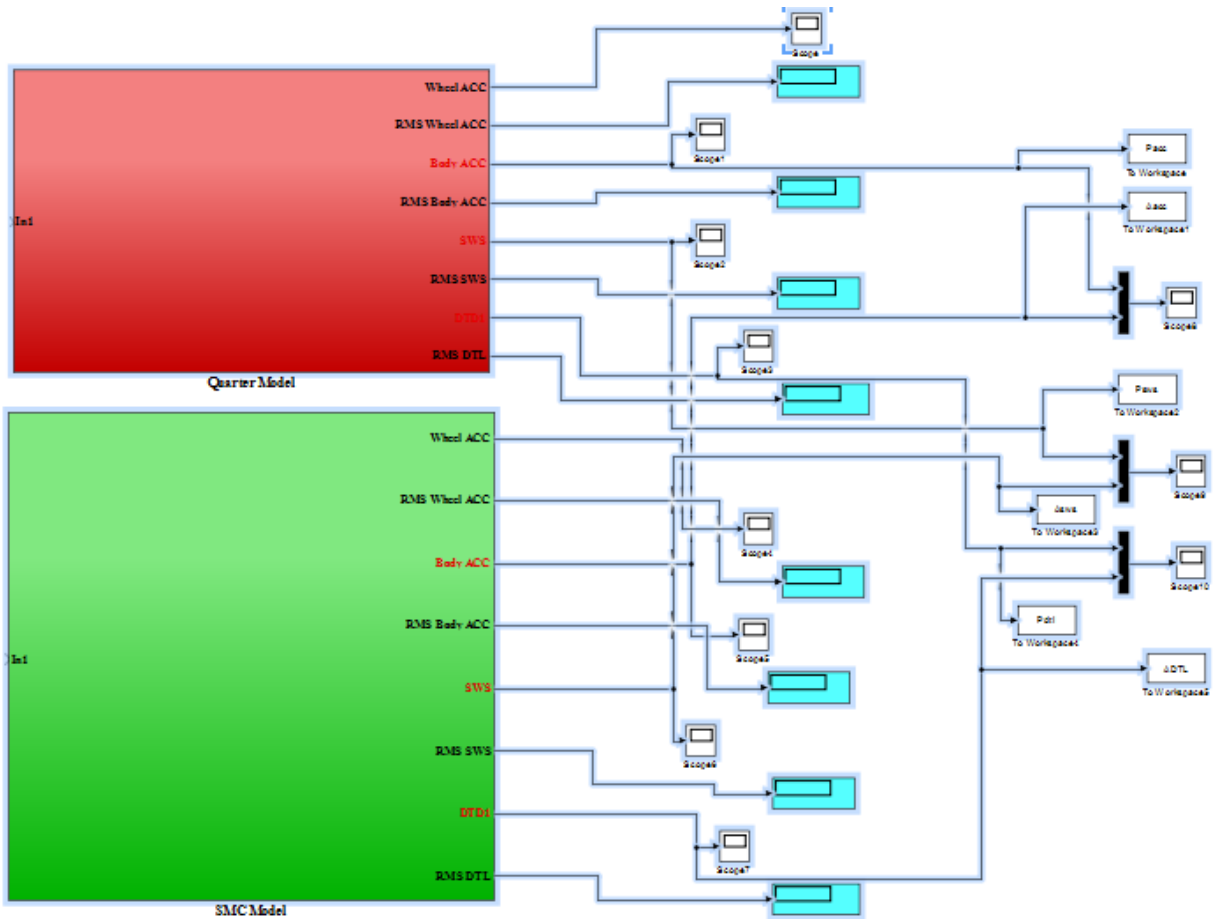 Scope
Wheel ACC
RMS Wheel ACC
Scope1
Pacc
To Workspace
Body ACC
RMS Body ACC
Aacc
To Workspace1
In1
SWS
Scope2
RMS SWS
DTD1
Scope8
RMS DTL
Scope3
Quarter Model
Psws
To Workspace2
Wheel ACC
Scope9
RMS Wheel ACC
Asws
To Workspace3
Scope4
Body ACC
Scope10
RMS Body ACC
Pdtl
To Workspace4
Scope5
In1
ADTL
To Workspace5
SWS
RMS SWS
Scope6
DTD1
Scope7
RMS DTL
SMC Model